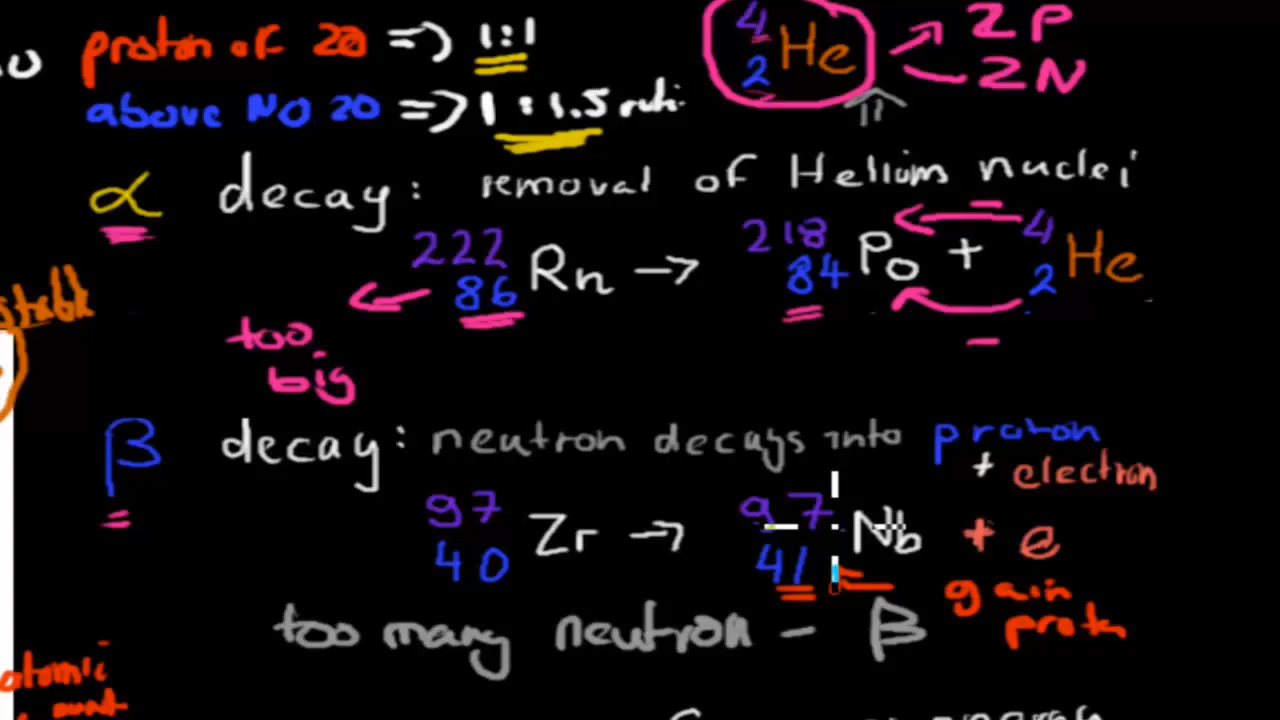 proton of 20 => 1:1
above NO 20 => 1:1.5
4 2 He
2P
2N
α decay: removal of Helium nuclei
222 86 Rn → 218 84 Po + 4 2 He
too
big
β decay: neutron decays into proton
+ electron
97 40 Zr → 97 41 Nb + e
gain
too many neutron - β
atomic